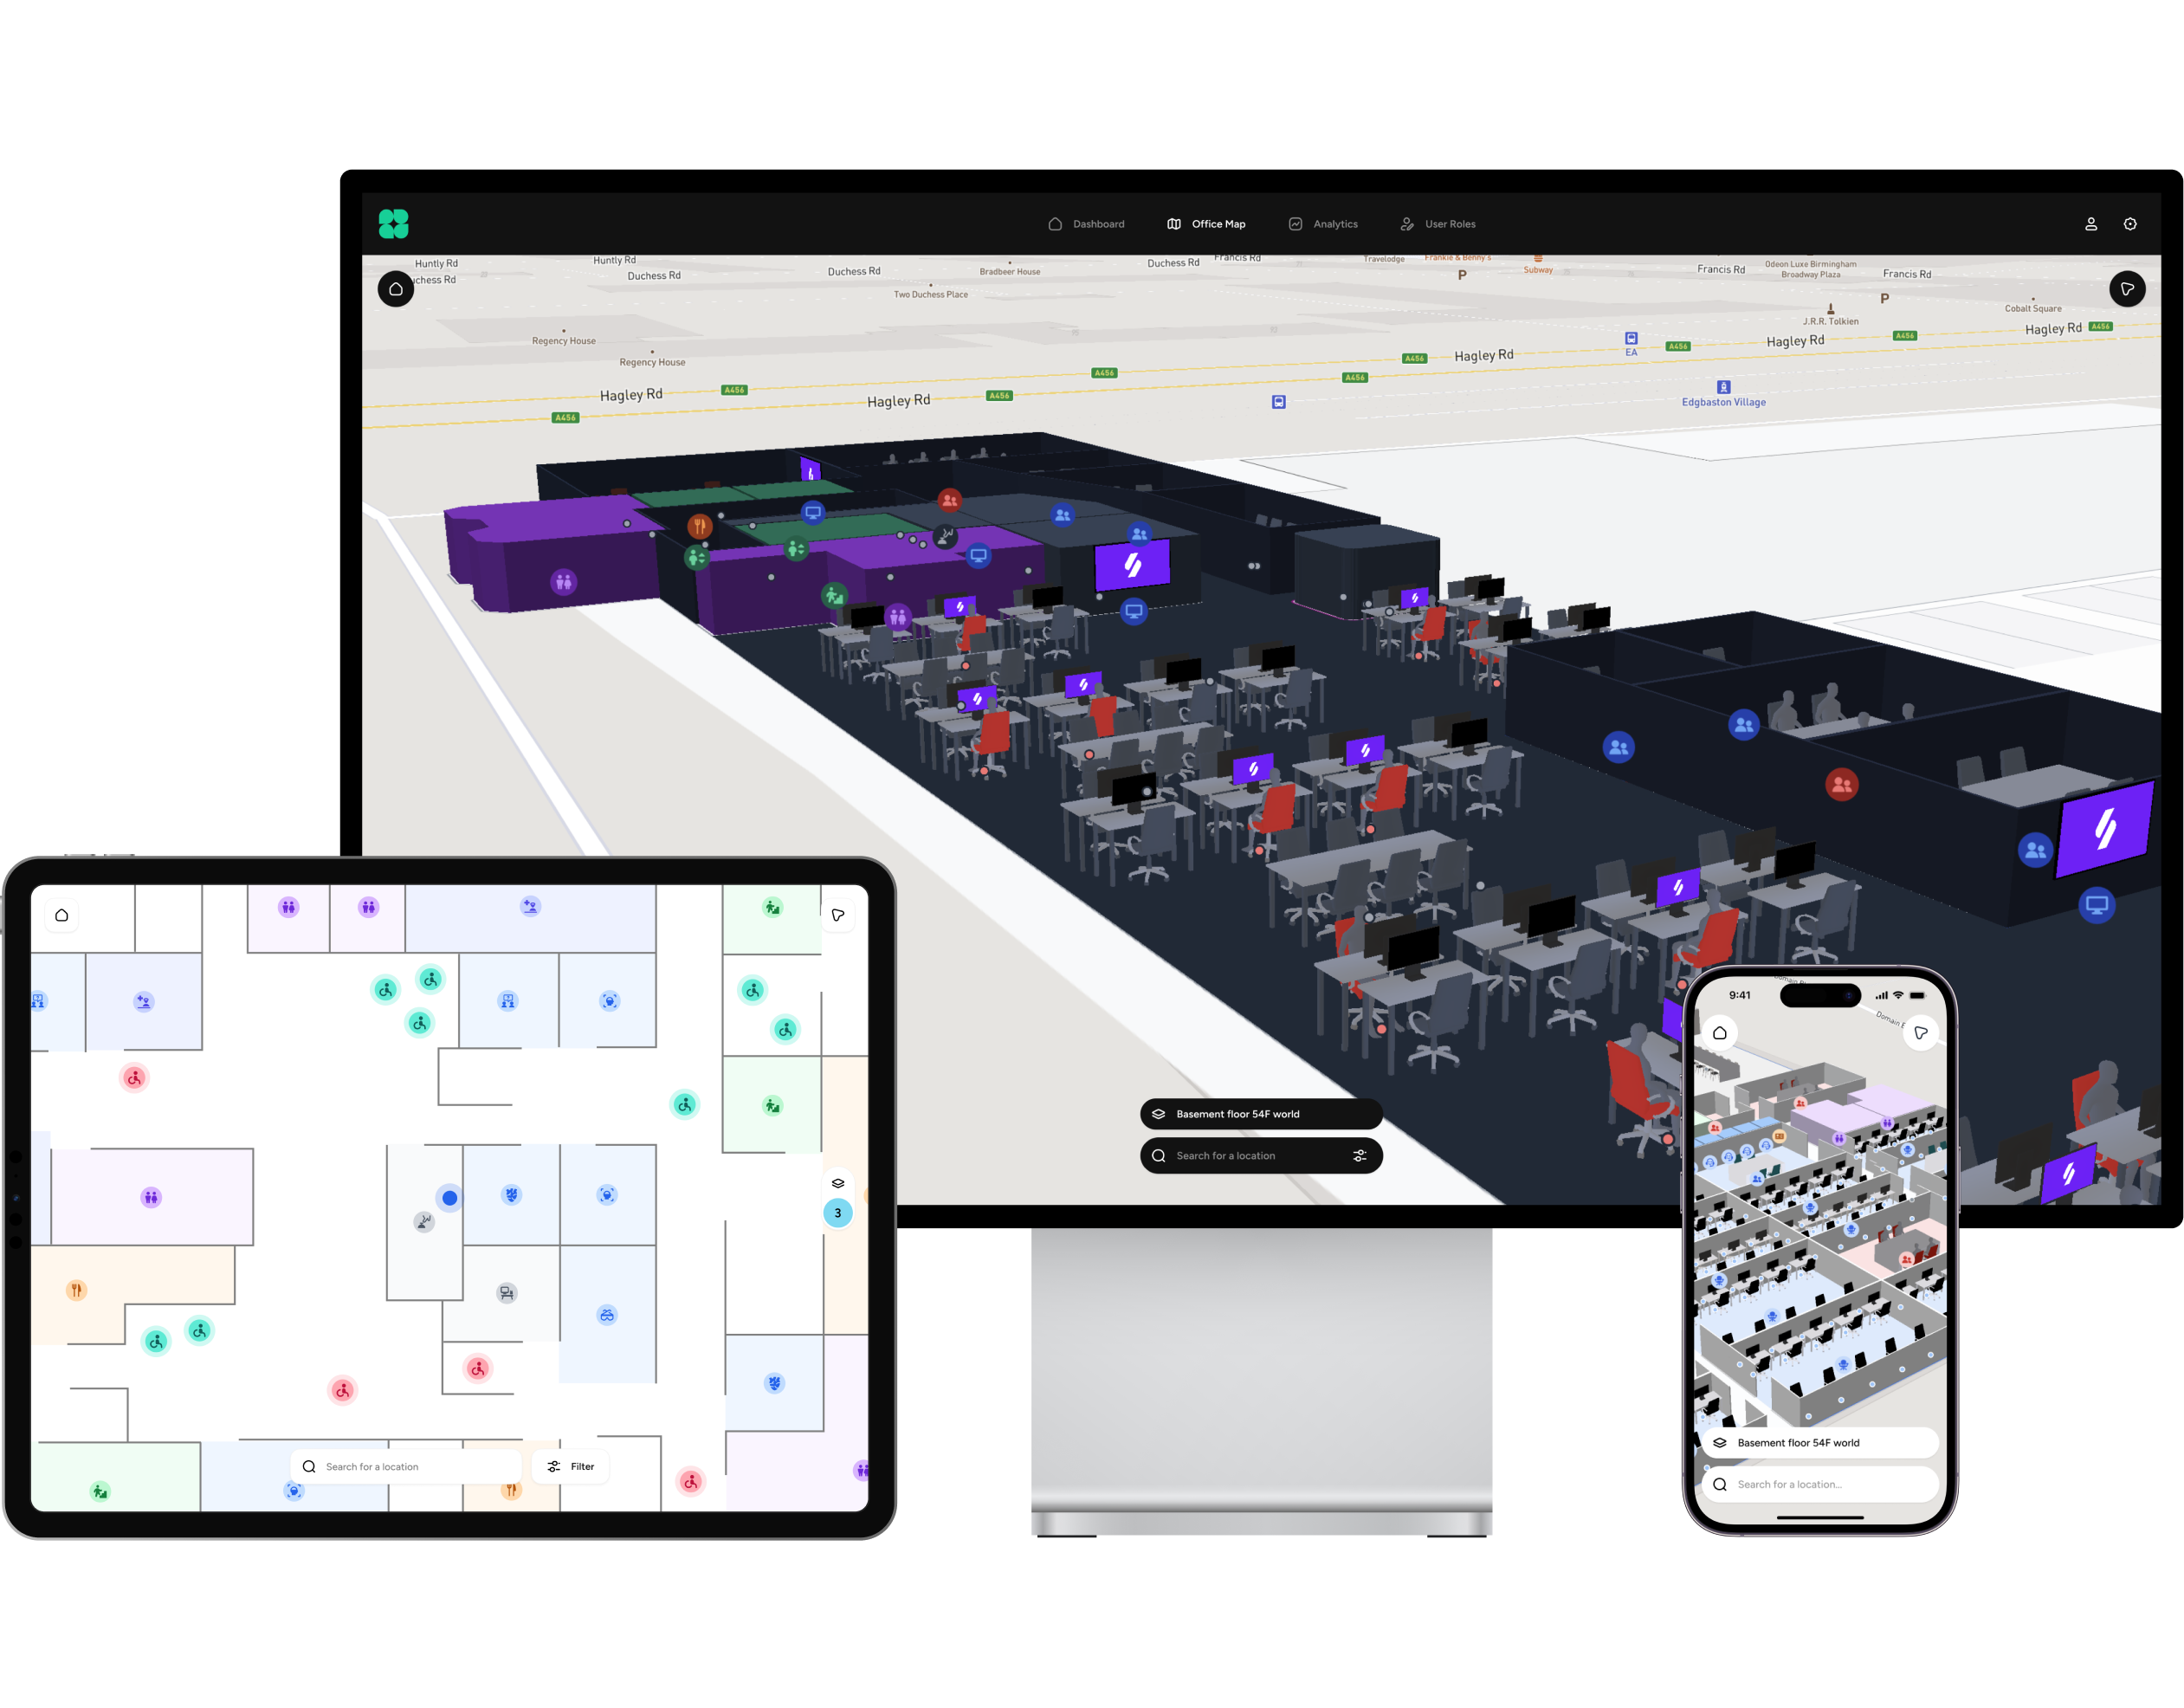 Dashboard
Office Map
Analytics
User Roles
Huntly Rd
Huntly Rd
Duchess Rd
Duchess Rd
Bradbeer House
Duchess Rd
Francis Rd
Travelodge
Frankie & Benny's
Subway
P
Francis Rd
Odeon Luxe Birmingham
Broadway Plaza
Francis Rd
Two Duchess Place
P
Cobalt Square
J.R.R. Tolkien
Regency House
Regency House
Hagley Rd
A456
Hagley Rd
A456
Hagley Rd
A456
A456
EA
A456
A456
Hagley Rd
A456
Hagley Rd
A456
A456
Edgbaston Village
Basement floor 54F world
Search for a location
3
Search for a location
Filter
9:41
Domain
Basement floor 54F world
Search for a location...